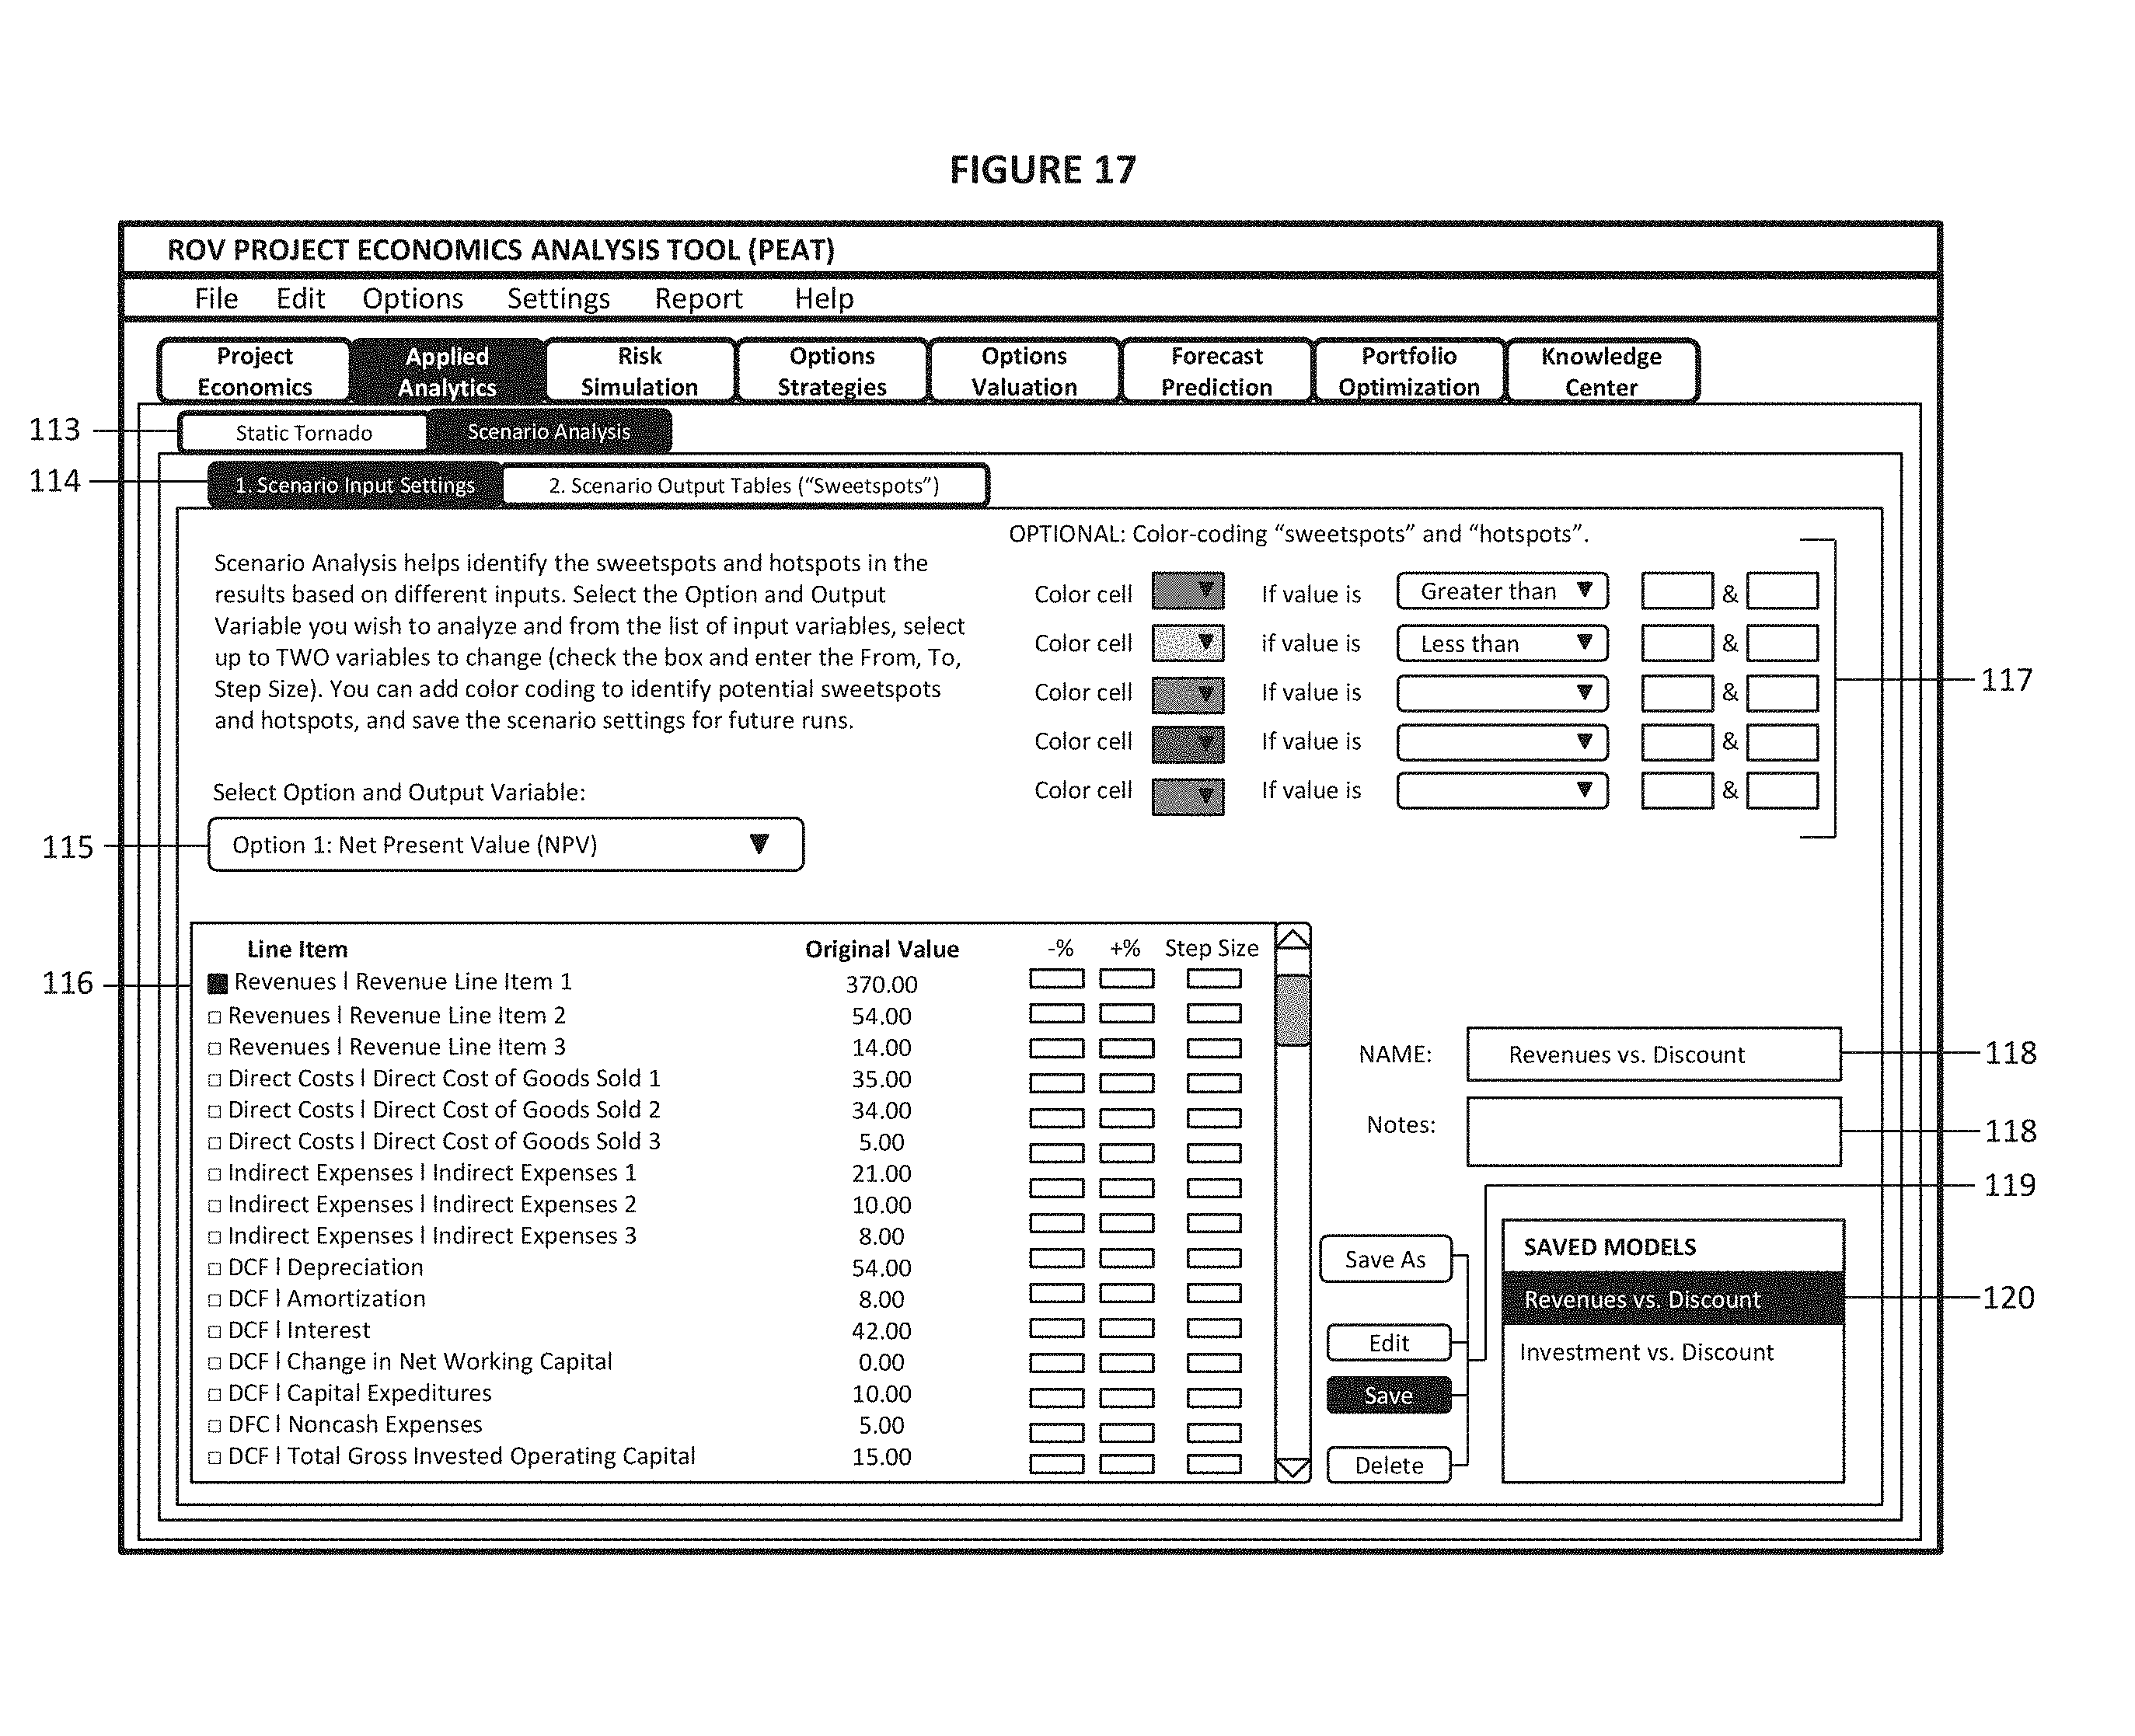 FIGURE 17
ROV PROJECT ECONOMICS ANALYSIS TOOL (PEAT)
File Edit Options Settings Report Help
Project Economics
Applied Analytics
Risk Simulation
Options Strategies
Options Valuation
Forecast Prediction
Portfolio Optimization
Knowledge Center
113
Static Tornado
Scenario Analysis
114
1. Scenario Input Settings
2. Scenario Output Tables (“Sweetspots”)
Scenario Analysis helps identify the sweetspots and hotspots in the
results based on different inputs. Select the Option and Output
Variable you wish to analyze and from the list of input variables, select
up to TWO variables to change (check the box and enter the From, To,
Step Size). You can add color coding to identify potential sweetspots
and hotspots, and save the scenario settings for future runs.
OPTIONAL: Color-coding “sweetspots” and “hotspots”.
Color cell ▼ If value is Greater than ▼ &
Color cell ▼ if value is Less than ▼ &
Color cell ▼ If value is ▼ &
Color cell ▼ If value is ▼ &
Color cell ▼ If value is ▼ &
117
Select Option and Output Variable:
115
Option 1: Net Present Value (NPV) ▼
116
Line Item Original Value -% +% Step Size
Revenues l Revenue Line Item 1 370.00
Revenues l Revenue Line Item 2 54.00
Revenues l Revenue Line Item 3 14.00
Direct Costs l Direct Cost of Goods Sold 1 35.00
Direct Costs l Direct Cost of Goods Sold 2 34.00
Direct Costs l Direct Cost of Goods Sold 3 5.00
Indirect Expenses l Indirect Expenses 1 21.00
Indirect Expenses l Indirect Expenses 2 10.00
Indirect Expenses l Indirect Expenses 3 8.00
DCF l Depreciation 54.00
DCF l Amortization 8.00
DCF l Interest 42.00
DCF l Change in Net Working Capital 0.00
DCF l Capital Expeditures 10.00
DFC l Noncash Expenses 5.00
DCF l Total Gross Invested Operating Capital 15.00
NAME: Revenues vs. Discount
118
Notes:
118
119
Save As
Edit
Save
Delete
SAVED MODELS
Revenues vs. Discount
120
Investment vs. Discount